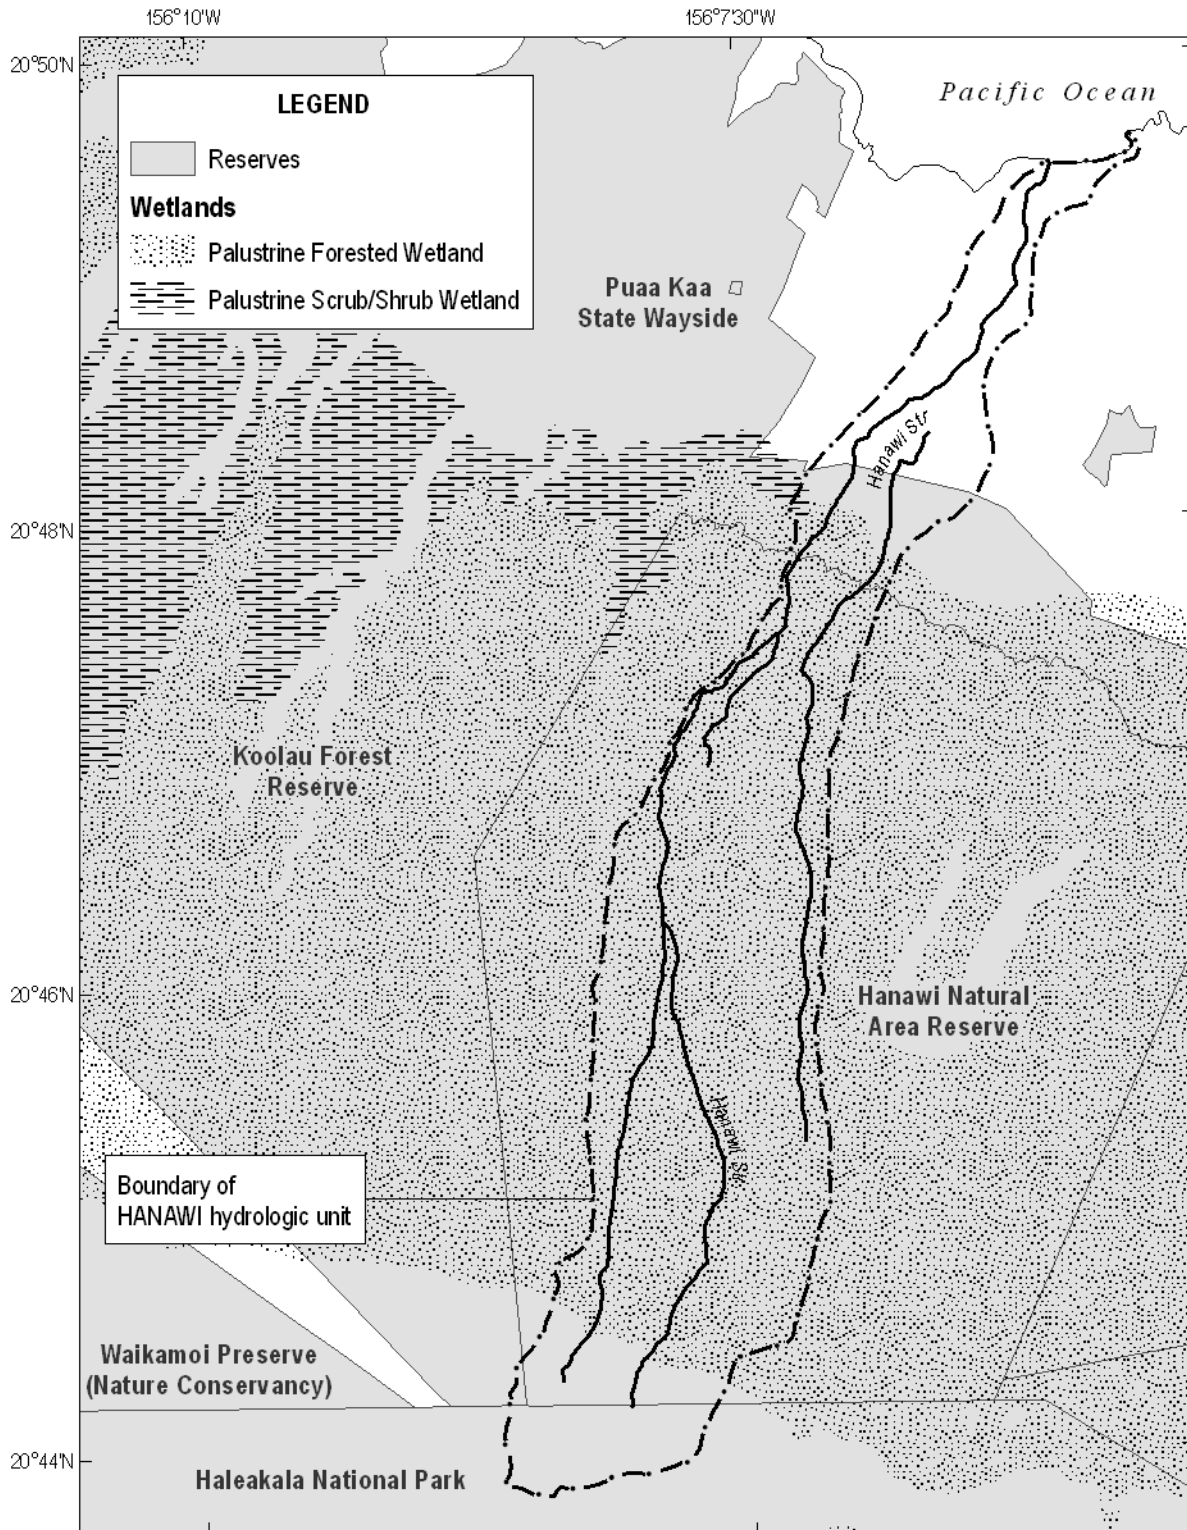 156°10'W
156°7'30"W
20°50'N
LEGEND
Reserves
Wetlands
Palustrine Forested Wetland
Palustrine Scrub/Shrub Wetland
Pacific Ocean
Puaa Kaa
State Wayside
Hanawi Str
20°48'N
Koolau Forest
Reserve
20°46'N
Hanawi Natural
Area Reserve
Hanawi Str
Boundary of
HANAWI hydrologic unit
Waikamoi Preserve
(Nature Conservancy)
20°44'N
Haleakala National Park